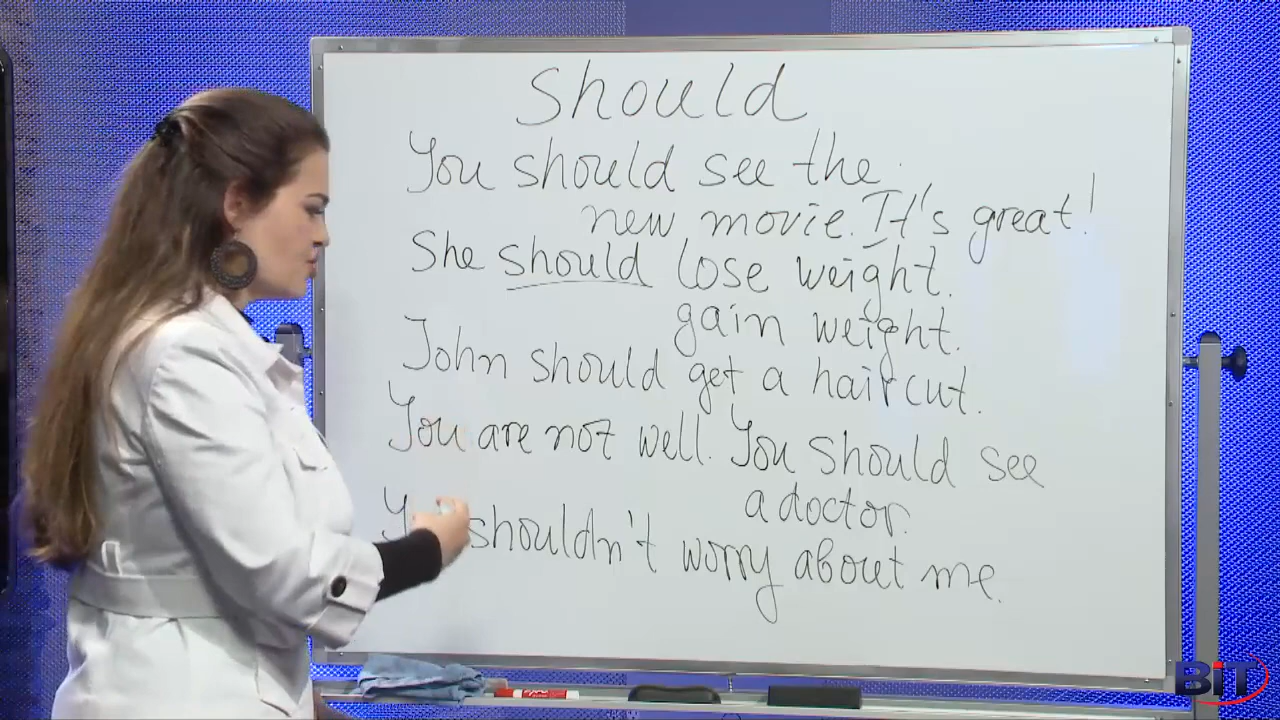 Should
You should see the
new movie. It's great!
She should lose weight.
gain weight.
John should get a haircut.
You are not well. You should see
a doctor.
shouldn't worry about me.
BiT